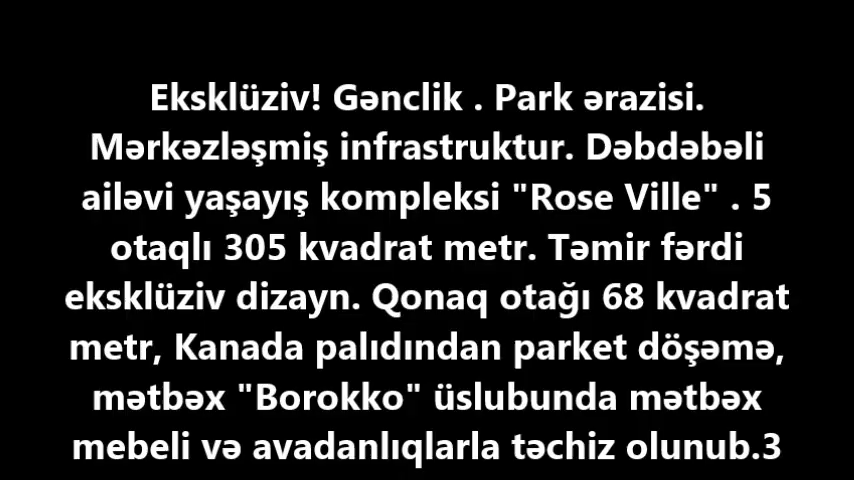 Eksklüziv! Gənclik . Park ərazisi.
Mərkəzləşmiş infrastruktur. Dəbdəbəli
ailəvi yaşayış kompleksi "Rose Ville" . 5
otaqlı 305 kvadrat metr. Təmir fərdi
eksklüziv dizayn. Qonaq otağı 68 kvadrat
metr, Kanada palıdından parket döşəmə,
mətbəx "Borokko" üslubunda mətbəx
mebeli və avadanlıqlarla təchiz olunub.3